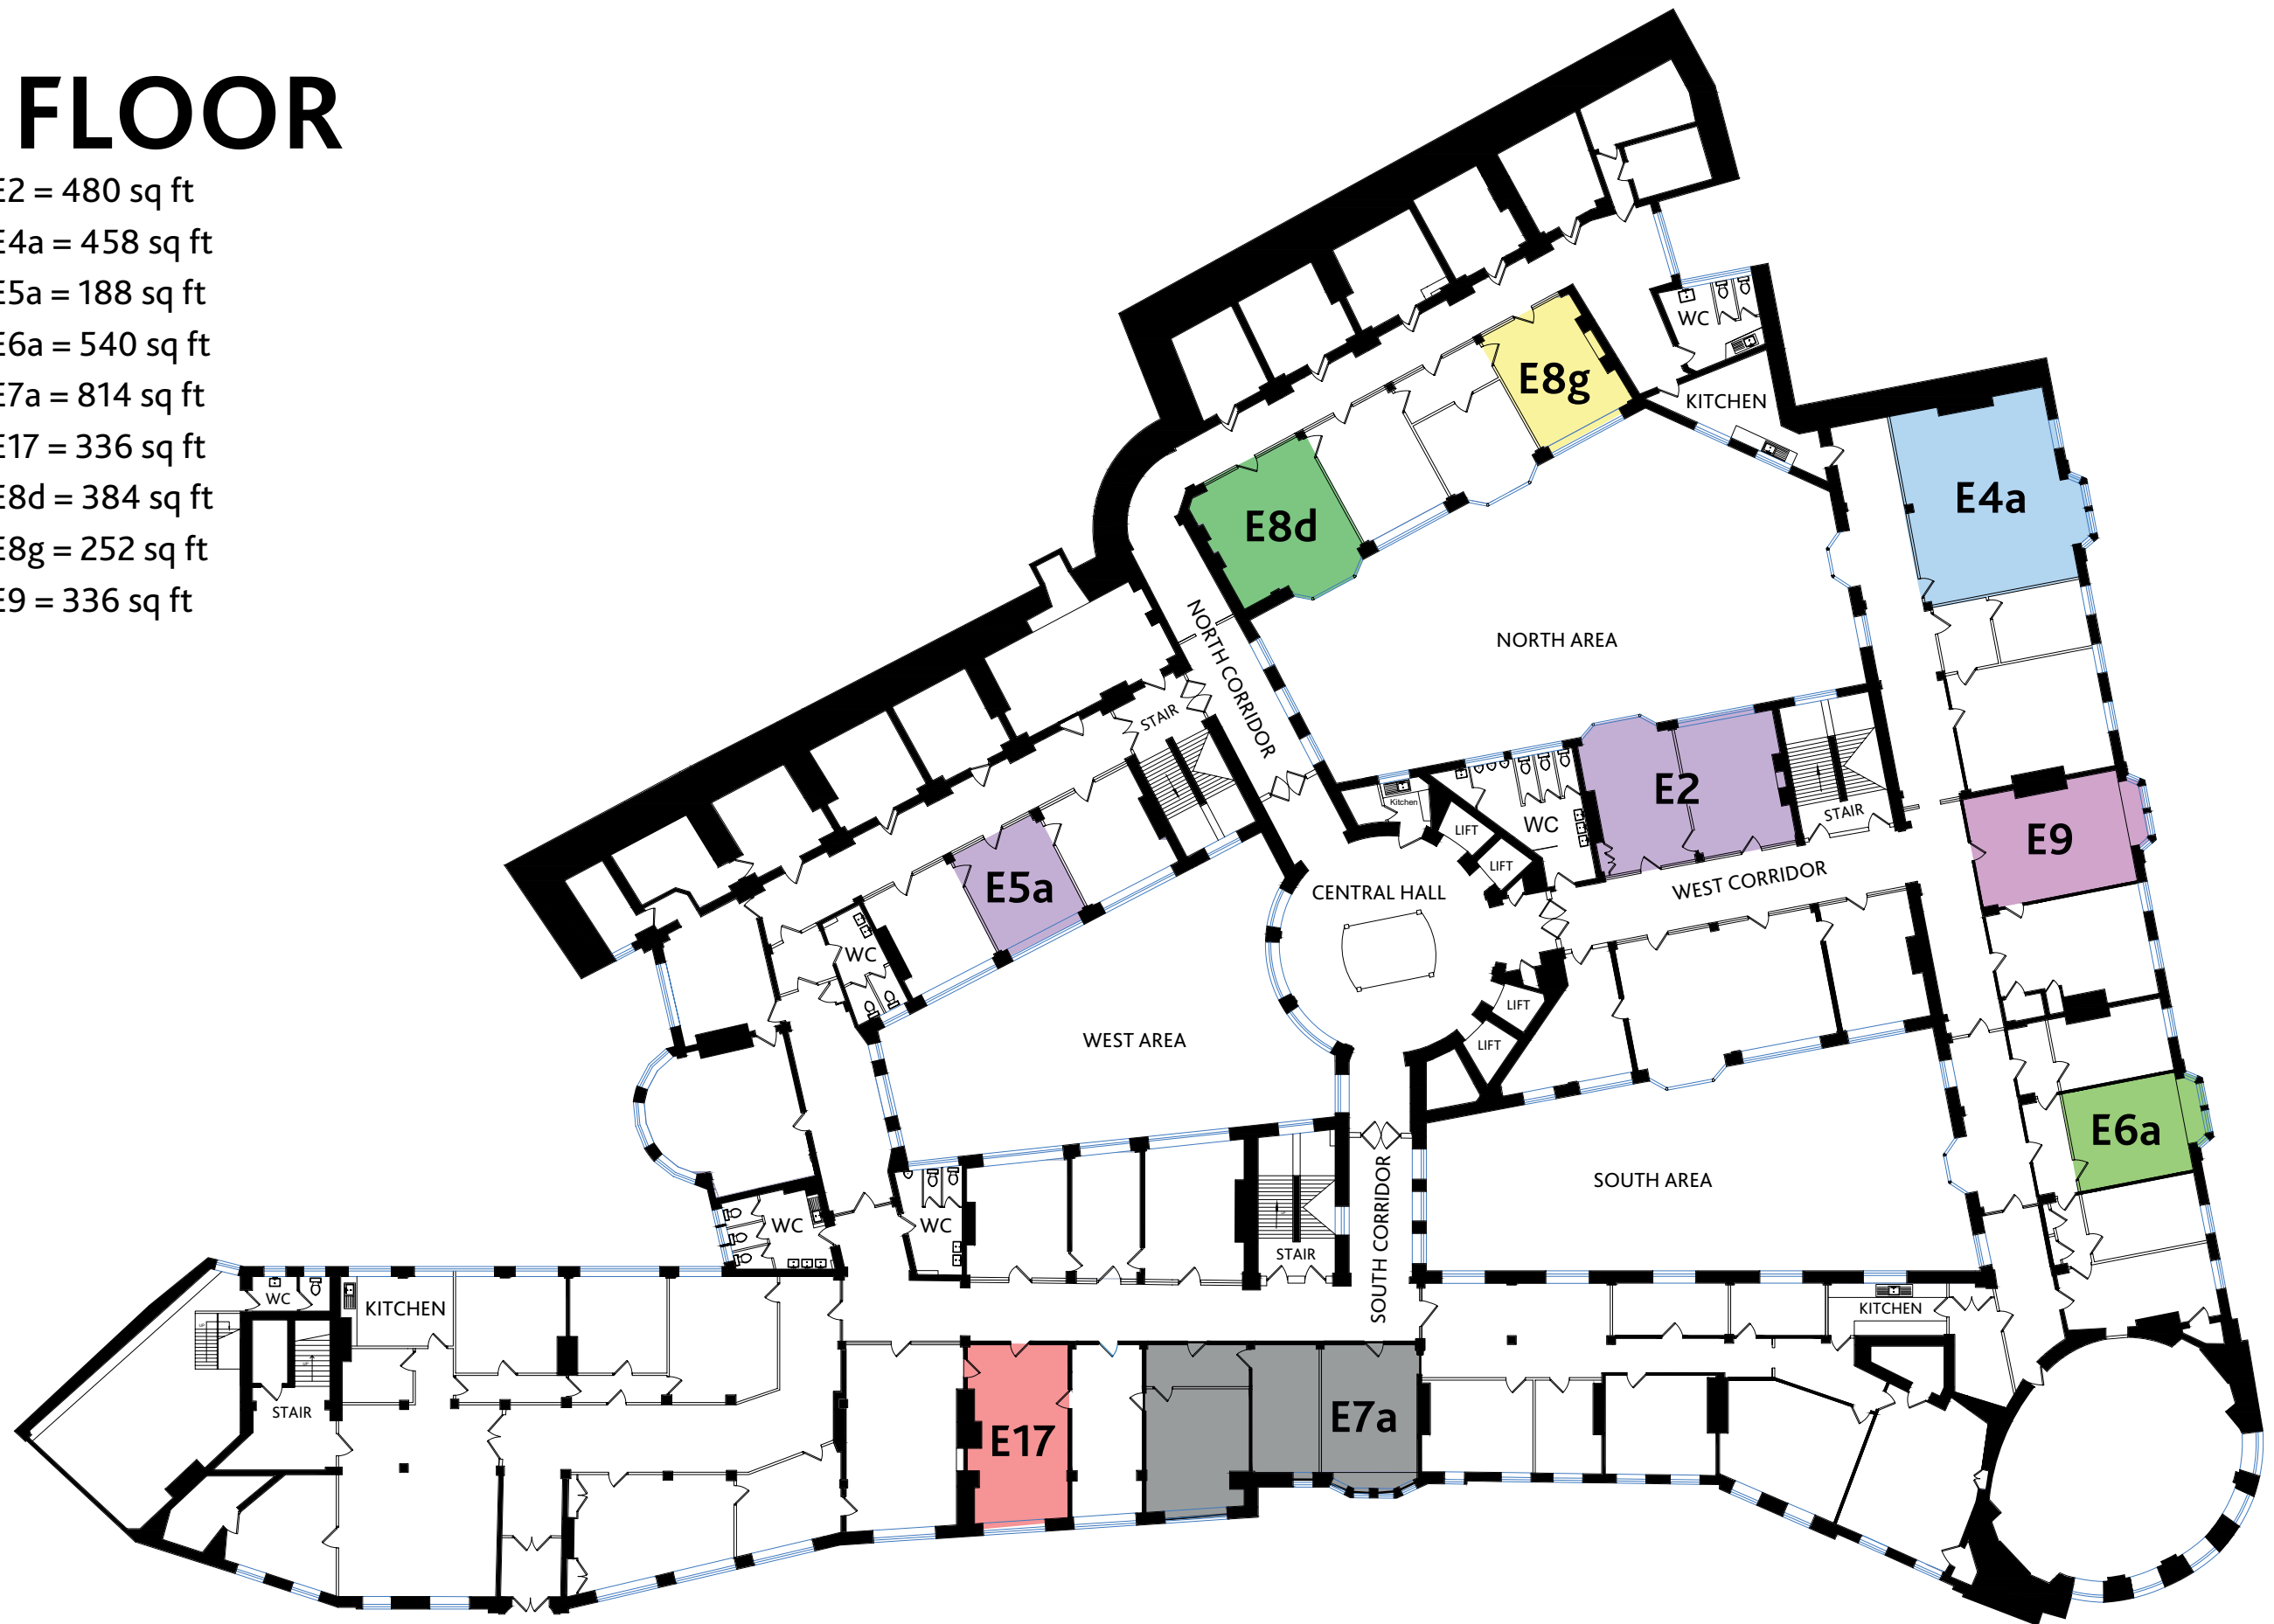 FLOOR
E2 = 480 sq ft
E4a = 458 sq ft
E5a = 188 sq ft
E6a = 540 sq ft
E7a = 814 sq ft
E17 = 336 sq ft
E8d = 384 sq ft
E8g = 252 sq ft
E9 = 336 sq ft
WC
E8g
KITCHEN
E4a
E8d
NORTH CORRIDOR
NORTH AREA
STAIR
E2
Kitchen
LIFT
WC
STAIR
E9
LIFT
E5a
CENTRAL HALL
WEST CORRIDOR
WC
LIFT
WEST AREA
LIFT
E6a
SOUTH AREA
WC
WC
SOUTH CORRIDOR
STAIR
WC
KITCHEN
KITCHEN
UP
STAIR
E17
E7a